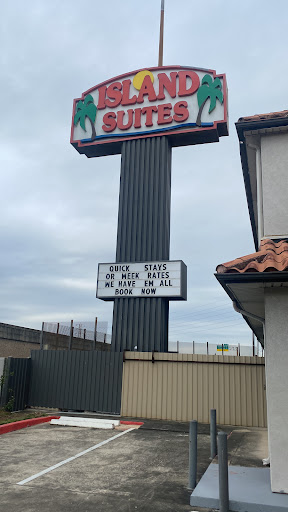 ISLAND
SUITES
QUICK STAYS
OR WEEK RATES
WE HAVE EM ALL
BOOK NOW